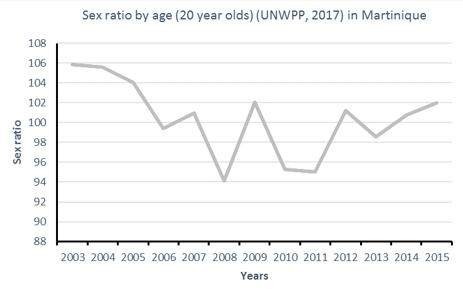 Sex ratio by age (20 year olds) (UNWPP, 2017) in Martinique
108
106
104
102
100
98
96
94
92
90
88
Sex ratio
2003 2004 2005 2006 2007 2008 2009 2010 2011 2012 2013 2014 2015
Years